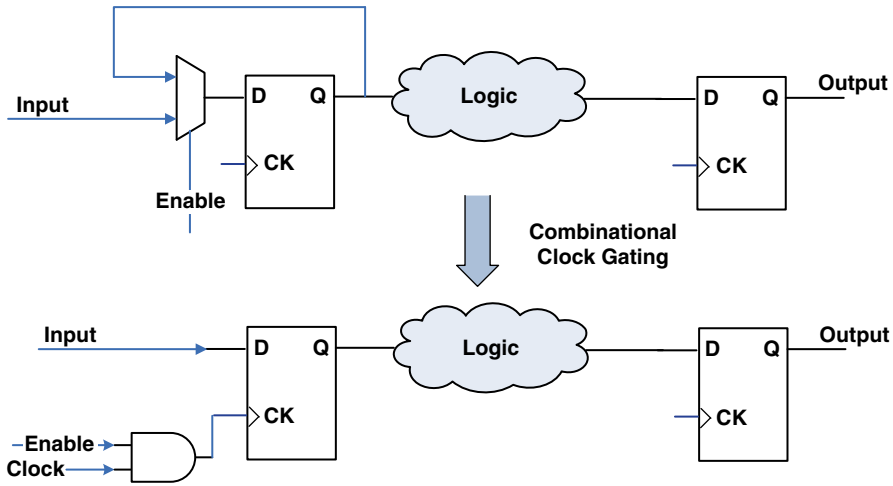 Input
Enable
D
Q
CK
Logic
D
Q
CK
Output
Combinational
Clock Gating
Input
Enable
Clock
D
Q
CK
Logic
D
Q
CK
Output